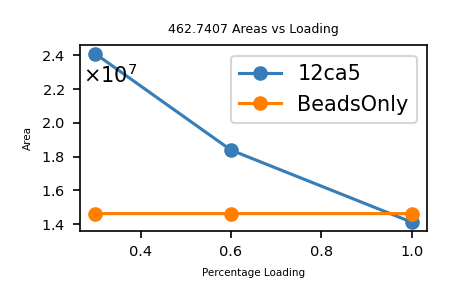 462.7407 Areas vs Loading
×10⁷
12ca5
BeadsOnly
2.4
2.2
2.0
1.8
1.6
1.4
Area
0.4 0.6 0.8 1.0
Percentage Loading